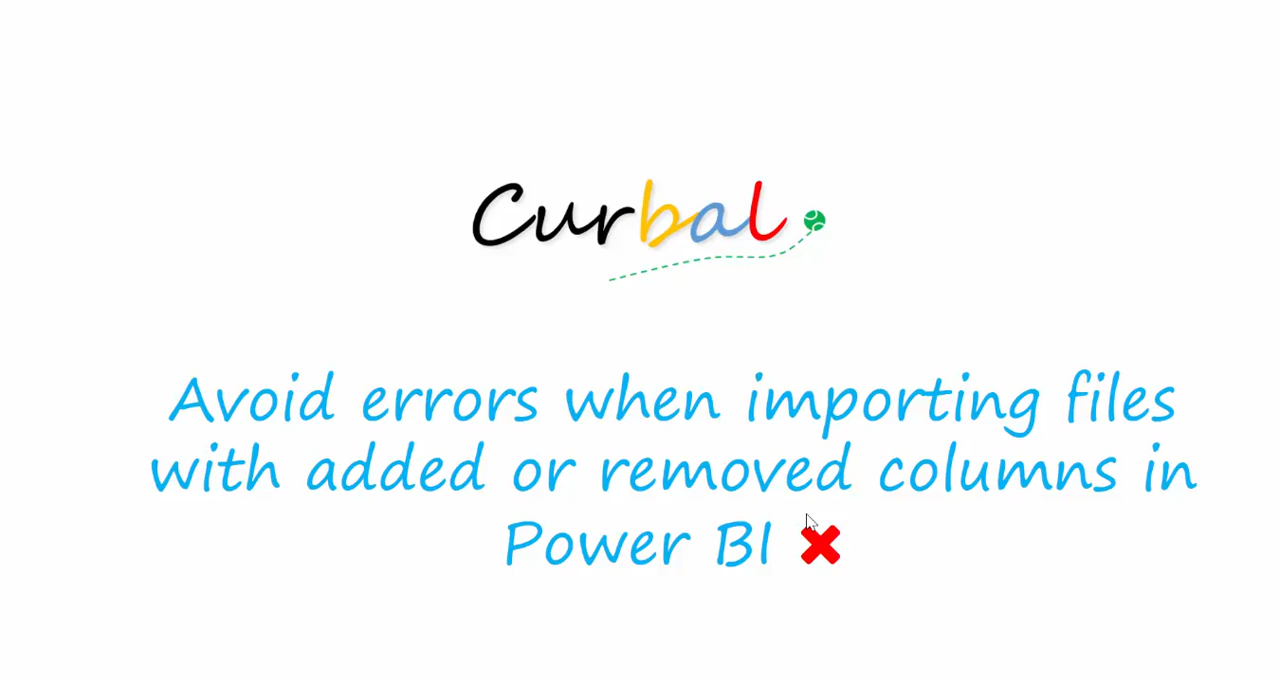 Curbal
Avoid errors when importing files
with added or removed columns in
Power BI ✖